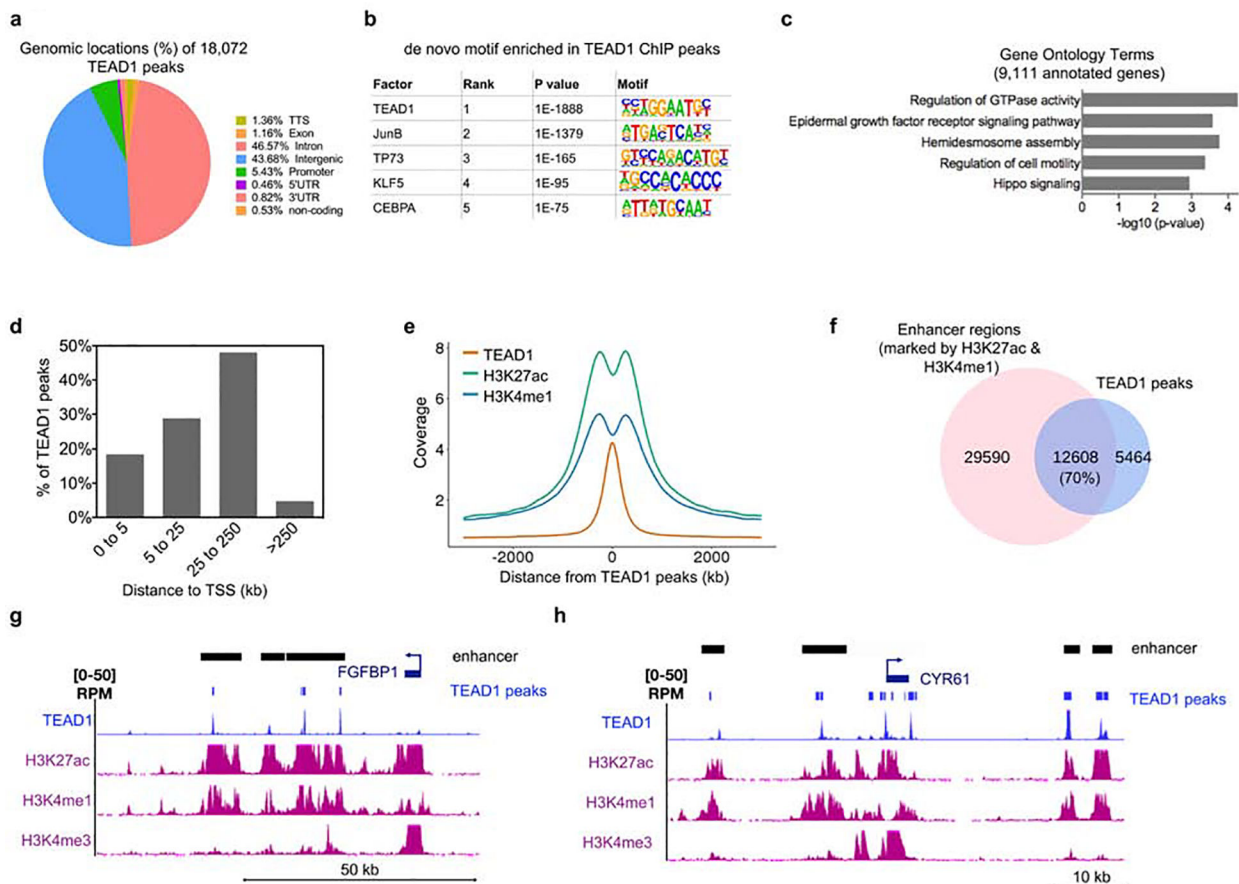 a
Genomic locations (%) of 18,072
TEAD1 peaks
1.36% TTS
1.16% Exon
46.57% Intron
43.68% Intergenic
5.43% Promoter
0.46% 5'UTR
0.82% 3'UTR
0.53% non-coding
b
de novo motif enriched in TEAD1 ChIP peaks
Factor Rank P value Motif
TEAD1 1 1E-1888
JunB 2 1E-1379
TP73 3 1E-165
KLF5 4 1E-95
CEBPA 5 1E-75
c
Gene Ontology Terms
(9,111 annotated genes)
Regulation of GTPase activity
Epidermal growth factor receptor signaling pathway
Hemidesmosome assembly
Regulation of cell motility
Hippo signaling
0 1 2 3 4
-log10 (p-value)
d
% of TEAD1 peaks
50%
40%
30%
20%
10%
0%
0 to 5
5 to 25
25 to 250
>250
Distance to TSS (kb)
e
TEAD1
H3K27ac
H3K4me1
Coverage
8
6
4
2
-2000 0 2000
Distance from TEAD1 peaks (kb)
f
Enhancer regions
(marked by H3K27ac &
H3K4me1)
TEAD1 peaks
29590 12608 5464
(70%)
g
enhancer
FGFBP1
[0-50]
RPM
TEAD1 peaks
TEAD1
H3K27ac
H3K4me1
H3K4me3
50 kb
h
enhancer
CYR61
[0-50]
RPM
TEAD1 peaks
TEAD1
H3K27ac
H3K4me1
H3K4me3
10 kb